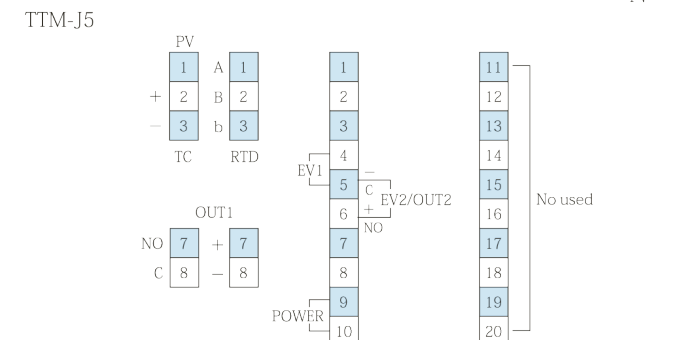 TTM-J5
PV
1 A 1 1 11
+ 2 B 2 2 12
− 3 b 3 3 13
TC RTD 4 14
EV1 − 
5 C 15
EV2/OUT2 No used
OUT1 6 + 16
NO
NO 7 + 7 7 17
C 8 − 8 8 18
9 19
POWER
10 20